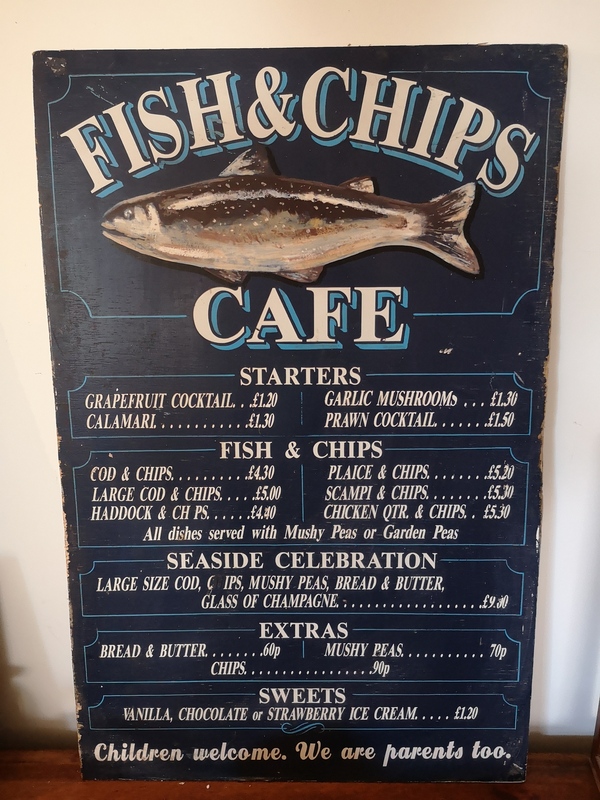 FISH & CHIPS
CAFE
STARTERS
GRAPEFRUIT COCKTAIL. . .£1.20 GARLIC MUSHROOMS . . . £1.30
CALAMARI. . . . . . . . . .£1.30 PRAWN COCKTAIL. . . . . . .£1.50
FISH & CHIPS
COD & CHIPS. . . . . . . . . .£4.30 PLAICE & CHIPS. . . . . . . .£5.20
LARGE COD & CHIPS. . . . .£5.00 SCAMPI & CHIPS. . . . . . . .£5.30
HADDOCK & CH PS. . . . . .£4.40 CHICKEN QTR. & CHIPS. . £5.30
All dishes served with Mushy Peas or Garden Peas
SEASIDE CELEBRATION
LARGE SIZE COD, C IPS, MUSHY PEAS, BREAD & BUTTER,
GLASS OF CHAMPAGNE. . . . . . . . . . . . . . . . . . . .
EXTRAS
BREAD & BUTTER. . . . . . . .60p MUSHY PEAS. . . . . . . . . . . 70p
CHIPS. . . . . . . . . . . . . . . . .90p
SWEETS
VANILLA, CHOCOLATE or STRAWBERRY ICE CREAM. . . . . £1.20
Children welcome. We are parents too.